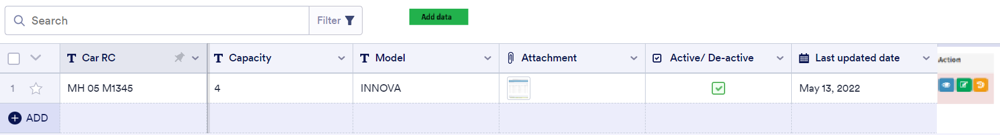 Search Filter Add data
Car RC Capacity Model Attachment Active/ De-active Last updated date Action
1 MH 05 M1345 4 INNOVA May 13, 2022
ADD